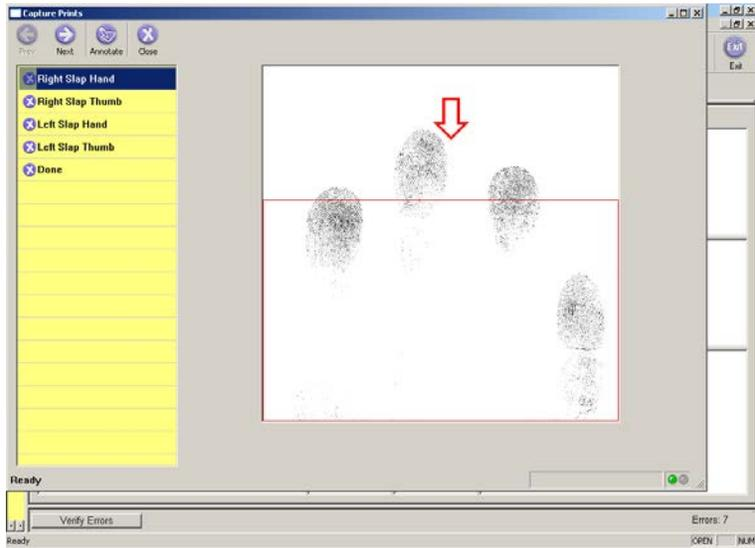 Capture Prints
Prev Next Annotate Close
Exit
Right Slap Hand
Right Slap Thumb
Left Slap Hand
Left Slap Thumb
Done
Ready
Verify Errors
Errors: 7
Ready
OPEN NUM